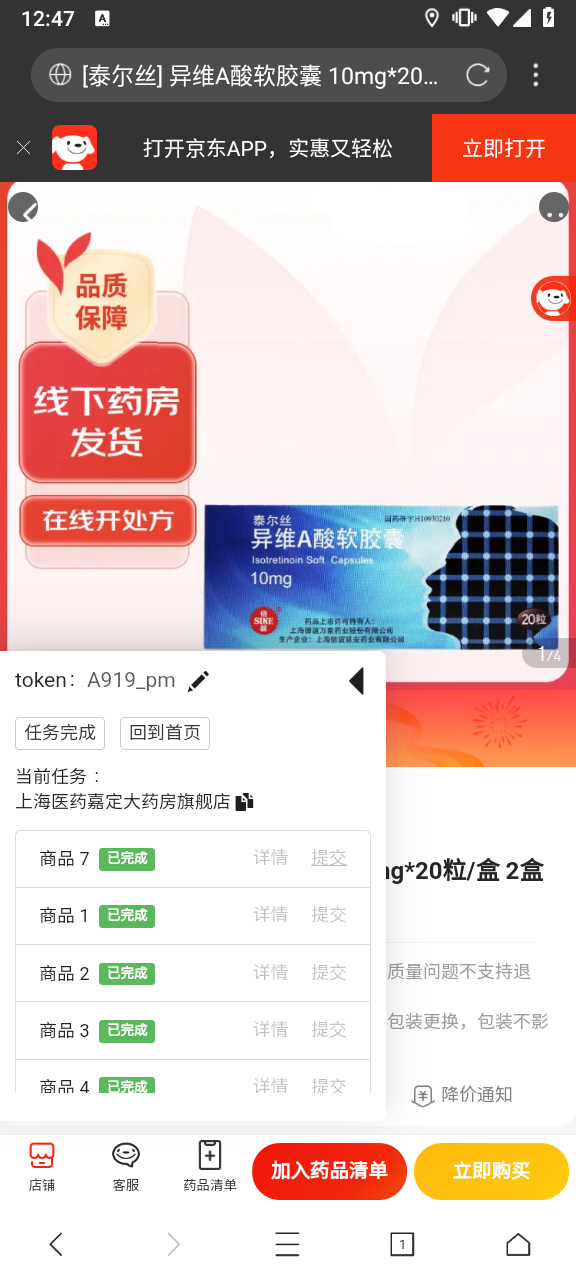 12:47
A
[泰尔丝] 异维A酸软胶囊 10mg*20…
打开京东APP，实惠又轻松
立即打开
品质
保障
线下药房
发货
在线开处方
泰尔丝
国药准字H10930210
异维A酸软胶囊
Isotretinoin Soft Capsules
10mg
信
SINE
谊
药品上市许可持有人：
上海信谊万象药业股份有限公司
生产企业：上海信谊延安药业有限公司
20粒
1/4
token： A919_pm
任务完成
回到首页
当前任务：
上海医药嘉定大药房旗舰店
商品 7 已完成 详情 提交
商品 1 已完成 详情 提交
商品 2 已完成 详情 提交
商品 3 已完成 详情 提交
商品 4 已完成 详情 提交
mg*20粒/盒 2盒
质量问题不支持退
包装更换，包装不影
降价通知
店铺
客服
药品清单
加入药品清单
立即购买
1